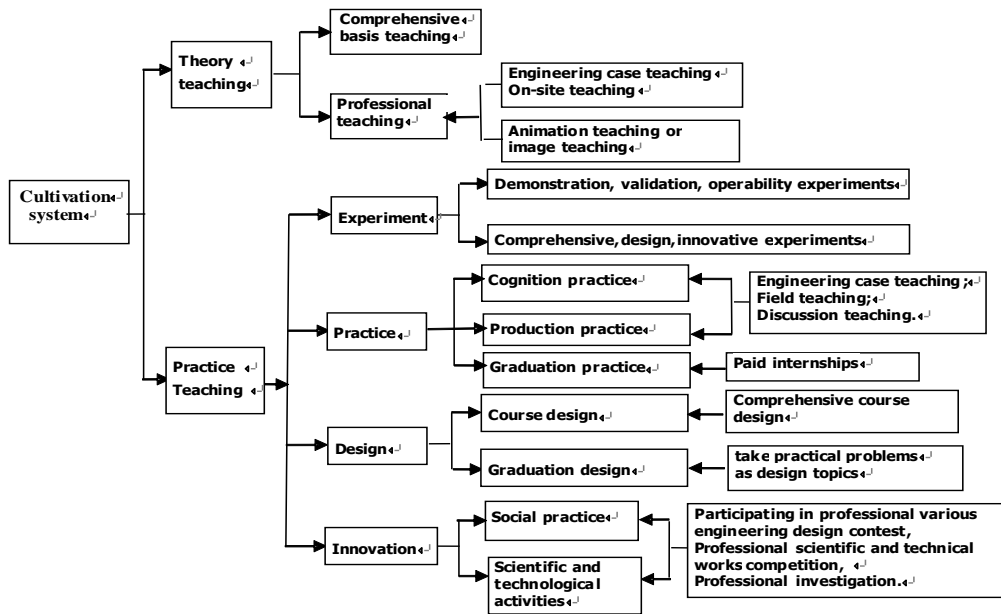 Comprehensive
basis teaching
Theory
teaching
Engineering case teaching
On-site teaching
Professional
teaching
Animation teaching or
image teaching
Cultivation
system
Demonstration, validation, operability experiments
Experiment
Comprehensive,design,innovative experiments
Cognition practice
Engineering case teaching;
Field teaching;
Discussion teaching.
Practice
Production practice
Graduation practice
Paid internships
Practice
Teaching
Course design
Comprehensive course
design
Design
Graduation design
take practical problems
as design topics
Social practice
Participating in professional various
engineering design contest,
Professional scientific and technical
works competition,
Professional investigation.
Innovation
Scientific and
technological
activities